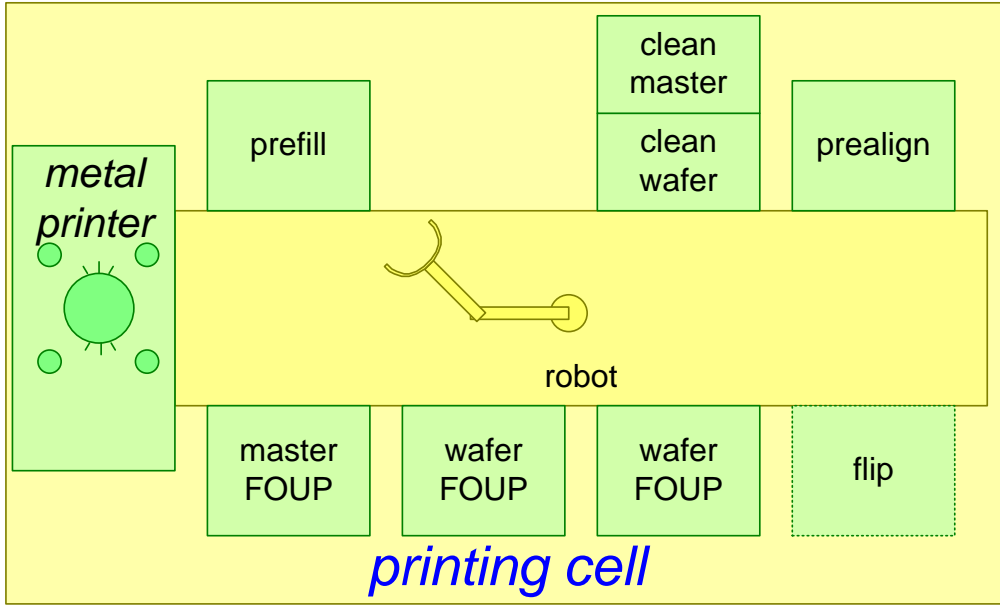 clean
master
clean
wafer
prefill
prealign
metal
printer
robot
master
FOUP
wafer
FOUP
wafer
FOUP
flip
printing cell